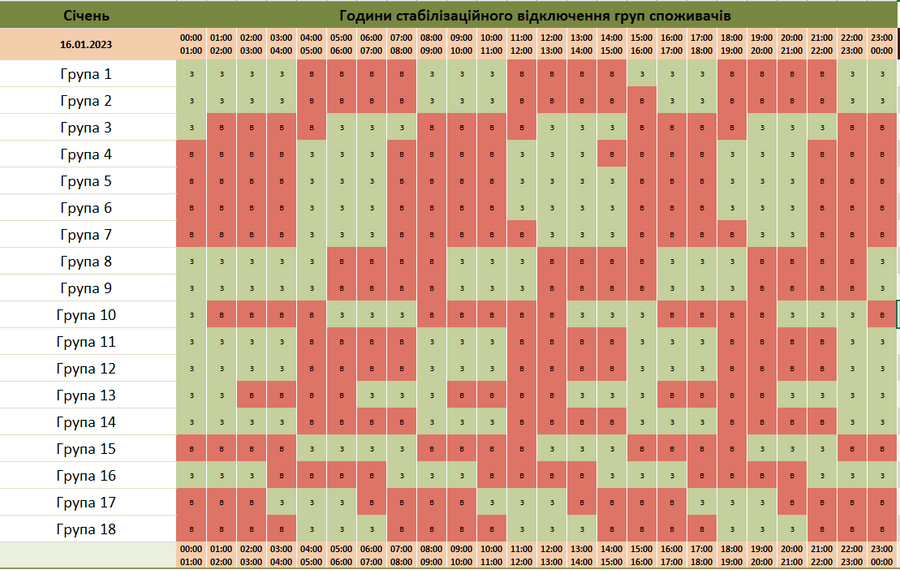 Січень Години стабілізаційного відключення груп споживачів
16.01.2023
00:00 01:00 02:00 03:00 04:00 05:00 06:00 07:00 08:00 09:00 10:00 11:00 12:00 13:00 14:00 15:00 16:00 17:00 18:00 19:00 20:00 21:00 22:00 23:00
01:00 02:00 03:00 04:00 05:00 06:00 07:00 08:00 09:00 10:00 11:00 12:00 13:00 14:00 15:00 16:00 17:00 18:00 19:00 20:00 21:00 22:00 23:00 00:00
Група 1 З З З З В В В В З З З В В В В З З З В В В В З З
Група 2 З З З З В В В В З З З В В В В В З З В В В В З З
Група 3 З В В В В З З З В В В В З З З В В В В З З З В В
Група 4 В В В В З З З В В В В З З З В В В В З З З В В В
Група 5 В В В В З З З В В В В З З З З В В В З З З В В В
Група 6 В В В В З З З В В В В З З З З В В В З З З В В В
Група 7 В В В В З З З В В В В В З З З В В В В З З В В В
Група 8 З З З З З В В В В З З З В В В В З З З В В В В З
Група 9 З З З З З В В В В З З З В В В В З З З В В В В З
Група 10 З В В В В З З З В В В В В З З З В В В В З З З В
Група 11 З З З З В В В В З З З В В В В З З З В В В В З З
Група 12 З З З З В В В В З З З В В В В З З З В В В В З З
Група 13 З З В В В В З З З В В В В З З З В В В В З З З З
Група 14 З З З З В В В В З З З В В В В З З З В В В В З З
Група 15 В В В В З З З З В В В В З З З В В В В З З З В В
Група 16 З З З В В В В З З З В В В В З З З В В В В З З З
Група 17 В В В З З З В В В В З З З В В В В З З З В В В В
Група 18 В В В В З З З В В В В З З З В В В В З З З В В В
00:00 01:00 02:00 03:00 04:00 05:00 06:00 07:00 08:00 09:00 10:00 11:00 12:00 13:00 14:00 15:00 16:00 17:00 18:00 19:00 20:00 21:00 22:00 23:00
01:00 02:00 03:00 04:00 05:00 06:00 07:00 08:00 09:00 10:00 11:00 12:00 13:00 14:00 15:00 16:00 17:00 18:00 19:00 20:00 21:00 22:00 23:00 00:00